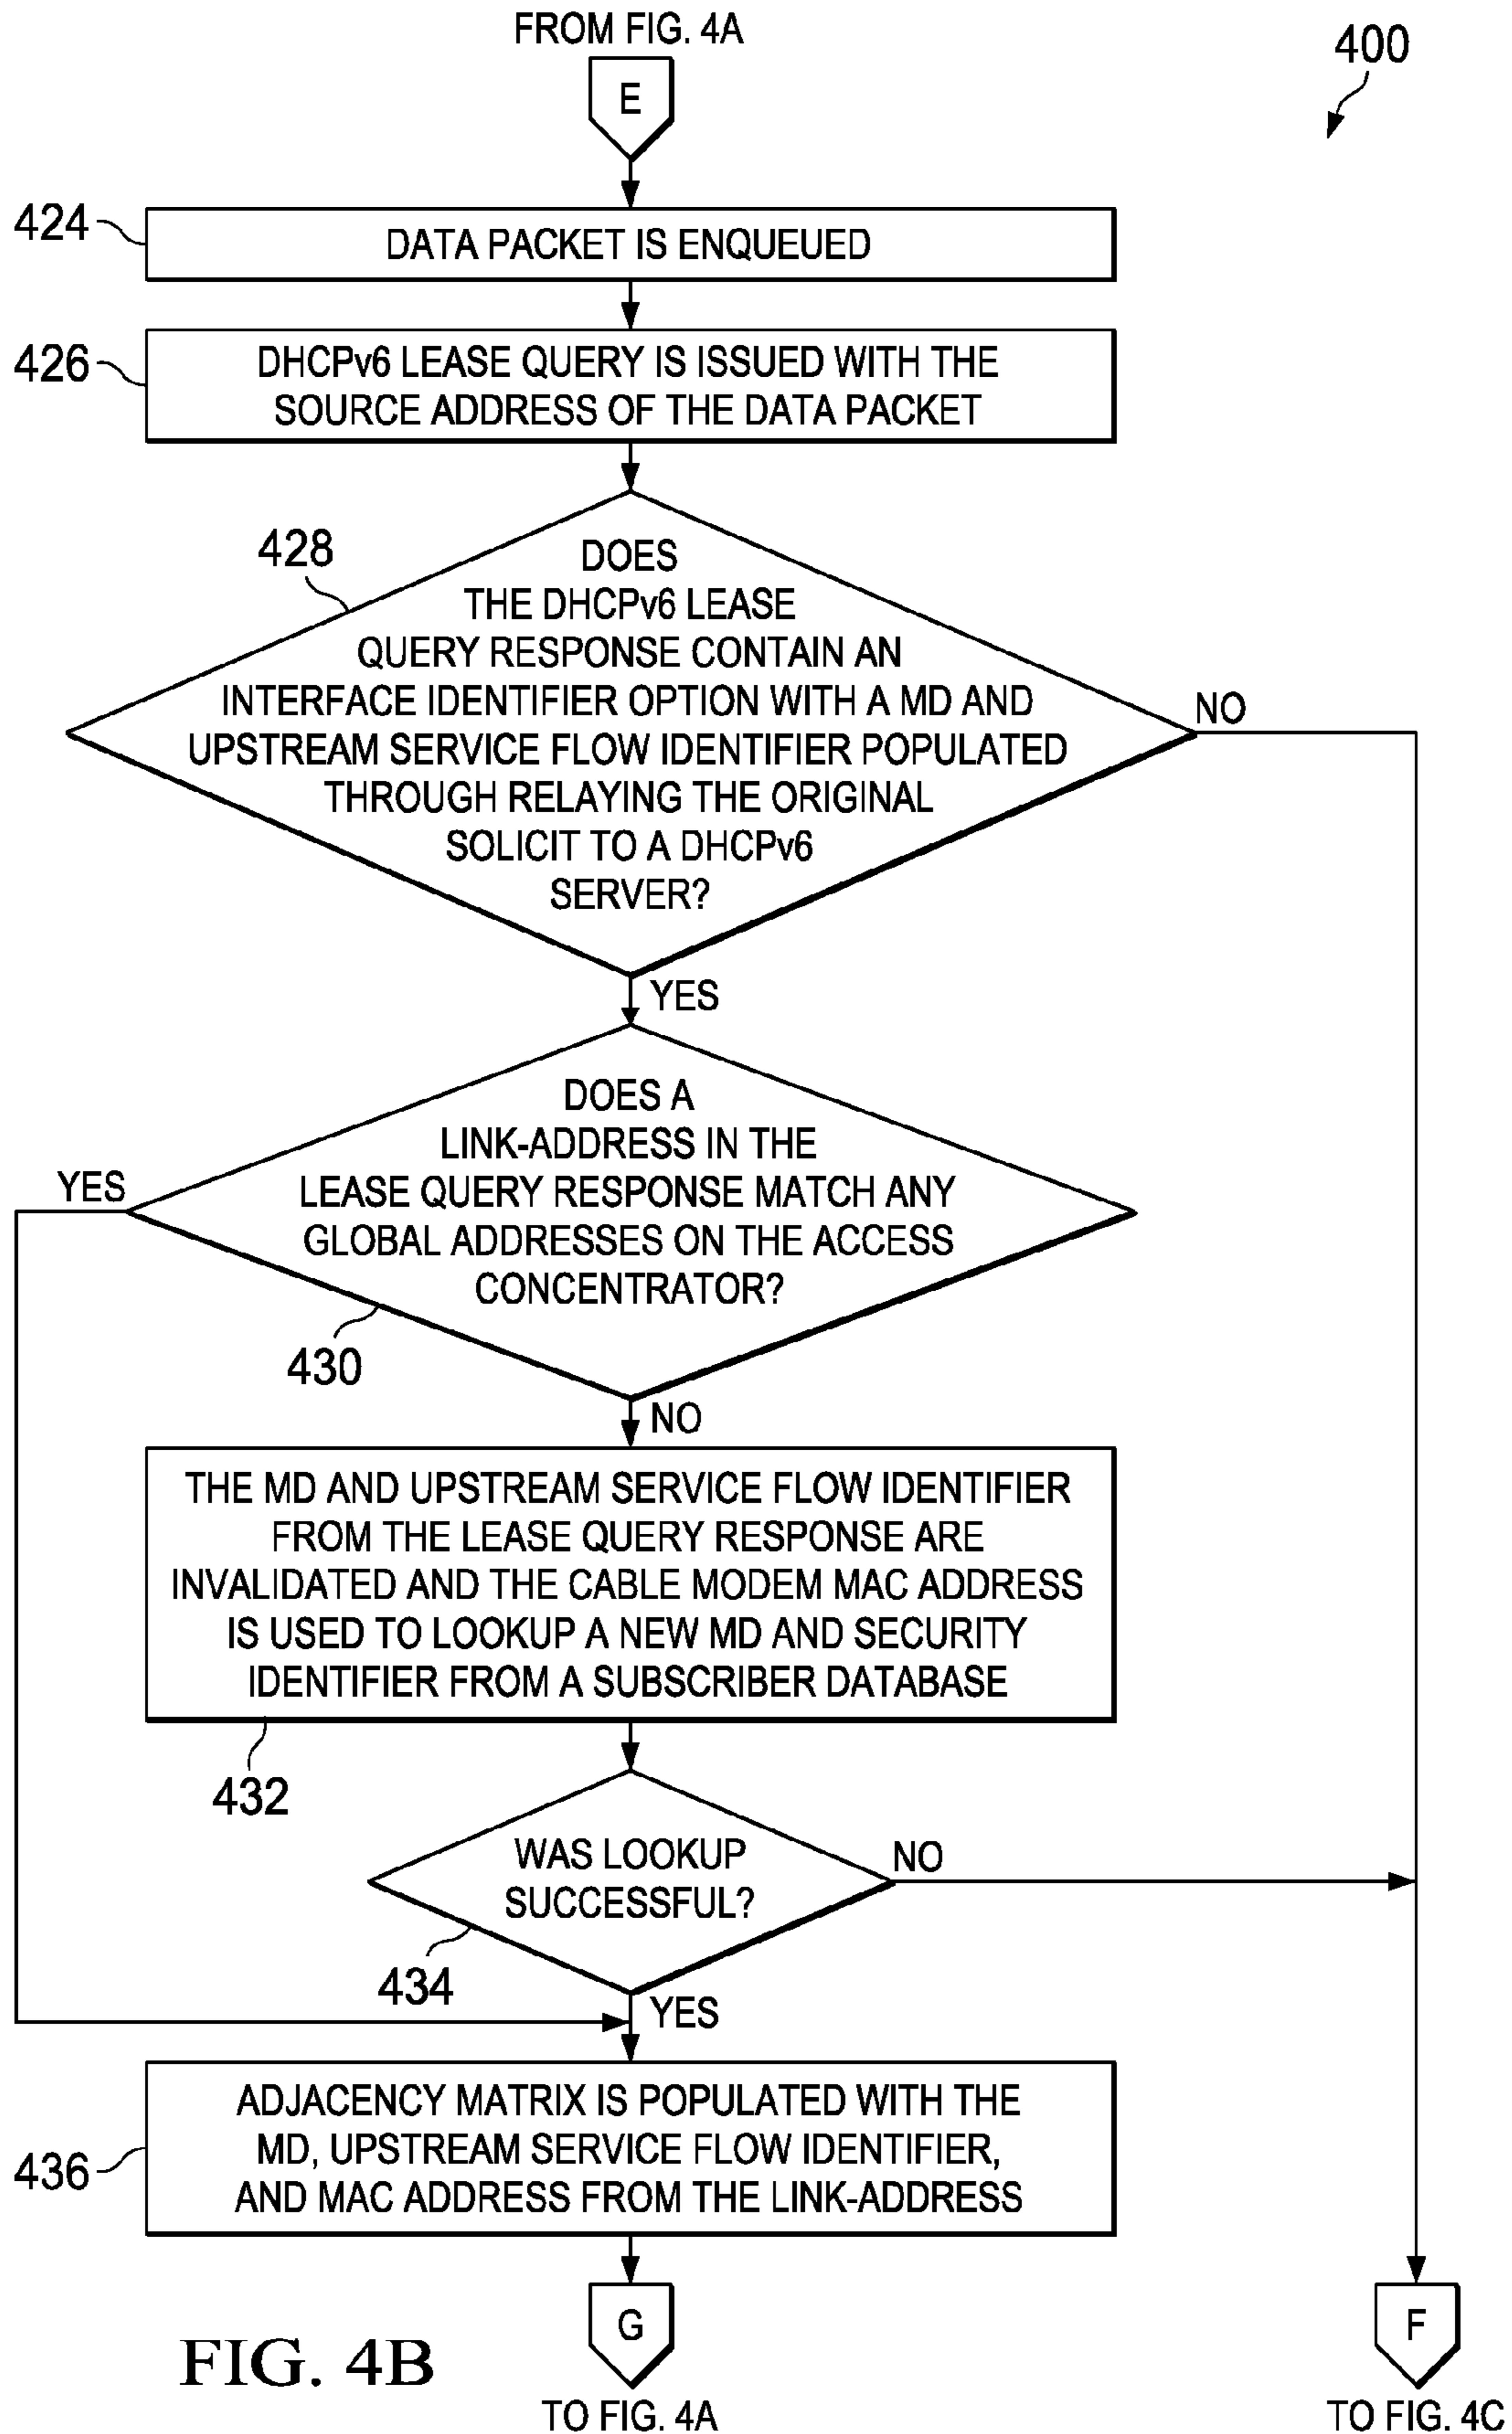 FROM FIG. 4A
400
E
424
DATA PACKET IS ENQUEUED
426
DHCPv6 LEASE QUERY IS ISSUED WITH THE
SOURCE ADDRESS OF THE DATA PACKET
428
DOES
THE DHCPv6 LEASE
QUERY RESPONSE CONTAIN AN
INTERFACE IDENTIFIER OPTION WITH A MD AND
UPSTREAM SERVICE FLOW IDENTIFIER POPULATED
THROUGH RELAYING THE ORIGINAL
SOLICIT TO A DHCPv6
SERVER?
NO
YES
DOES A
LINK-ADDRESS IN THE
LEASE QUERY RESPONSE MATCH ANY
GLOBAL ADDRESSES ON THE ACCESS
CONCENTRATOR?
YES
430
NO
THE MD AND UPSTREAM SERVICE FLOW IDENTIFIER
FROM THE LEASE QUERY RESPONSE ARE
INVALIDATED AND THE CABLE MODEM MAC ADDRESS
IS USED TO LOOKUP A NEW MD AND SECURITY
IDENTIFIER FROM A SUBSCRIBER DATABASE
432
WAS LOOKUP
SUCCESSFUL?
NO
434
YES
ADJACENCY MATRIX IS POPULATED WITH THE
MD, UPSTREAM SERVICE FLOW IDENTIFIER,
AND MAC ADDRESS FROM THE LINK-ADDRESS
436
G
F
FIG. 4B
TO FIG. 4A
TO FIG. 4C